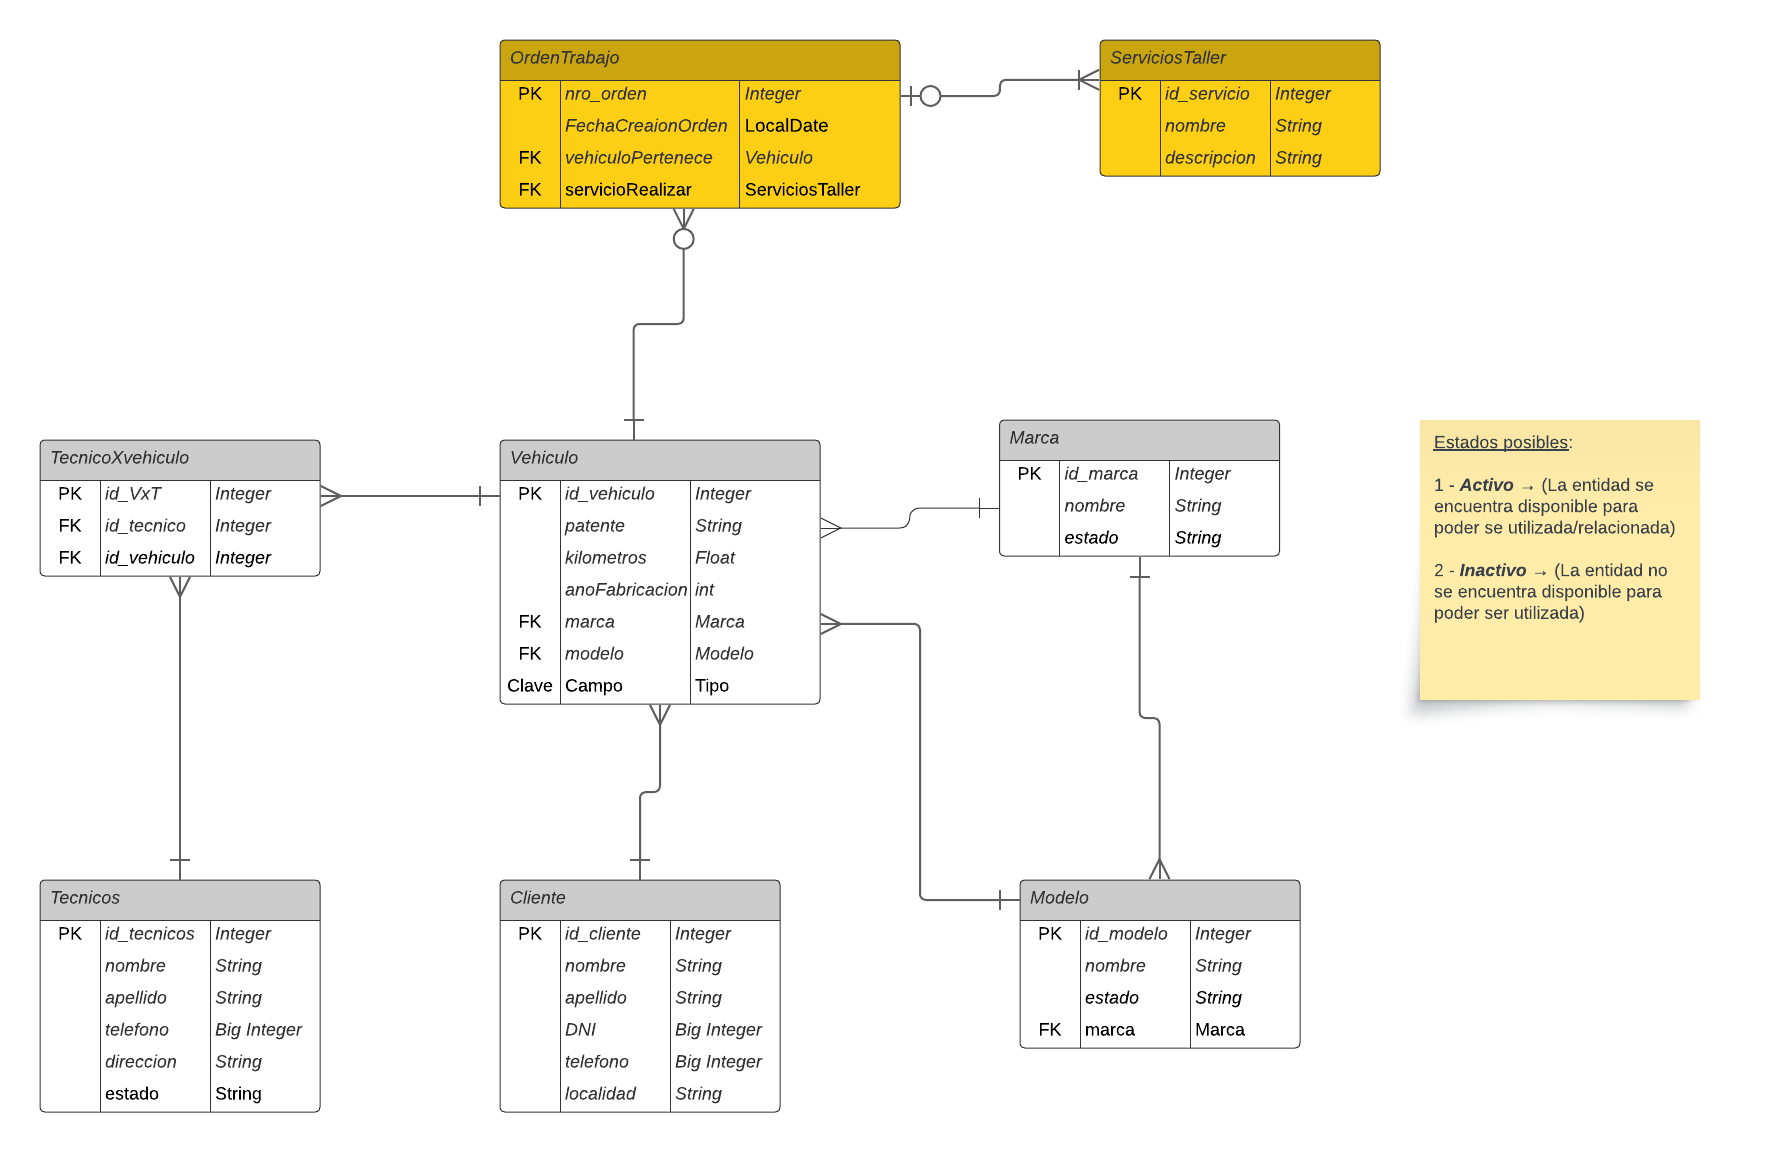 OrdenTrabajo
PK nro_orden Integer
FechaCreaionOrden LocalDate
FK vehiculoPertenece Vehiculo
FK servicioRealizar ServiciosTaller
ServiciosTaller
PK id_servicio Integer
nombre String
descripcion String
TecnicoXvehiculo
PK id_VxT Integer
FK id_tecnico Integer
FK id_vehiculo Integer
Vehiculo
PK id_vehiculo Integer
patente String
kilometros Float
anoFabricacion int
FK marca Marca
FK modelo Modelo
Clave Campo Tipo
Marca
PK id_marca Integer
nombre String
estado String
Estados posibles:
1 - Activo → (La entidad se
encuentra disponible para
poder se utilizada/relacionada)
2 - Inactivo → (La entidad no
se encuentra disponible para
poder ser utilizada)
Tecnicos
PK id_tecnicos Integer
nombre String
apellido String
telefono Big Integer
direccion String
estado String
Cliente
PK id_cliente Integer
nombre String
apellido String
DNI Big Integer
telefono Big Integer
localidad String
Modelo
PK id_modelo Integer
nombre String
estado String
FK marca Marca